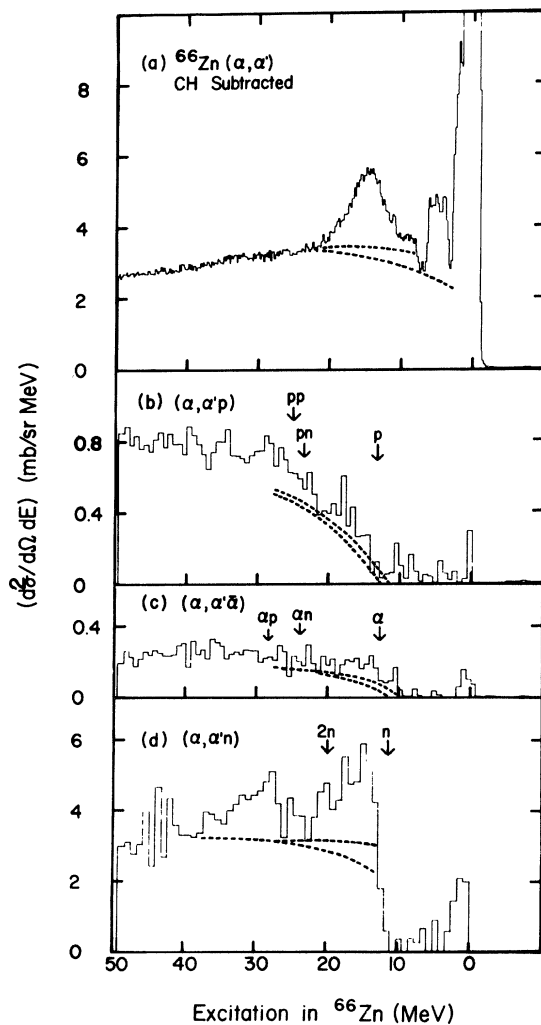 (a) ⁶⁶Zn (α,α')
CH Subtracted
8
6
4
2
0
(b) (α,α'p)
pp
pn
p
0.8
0.4
0
(c) (α,α'α̃)
αp
αn
α
0.4
0
(d) (α,α'n)
2n
n
6
4
2
0
(d²σ/dΩ dE) (mb/sr MeV)
50 40 30 20 10 0
Excitation in ⁶⁶Zn (MeV)